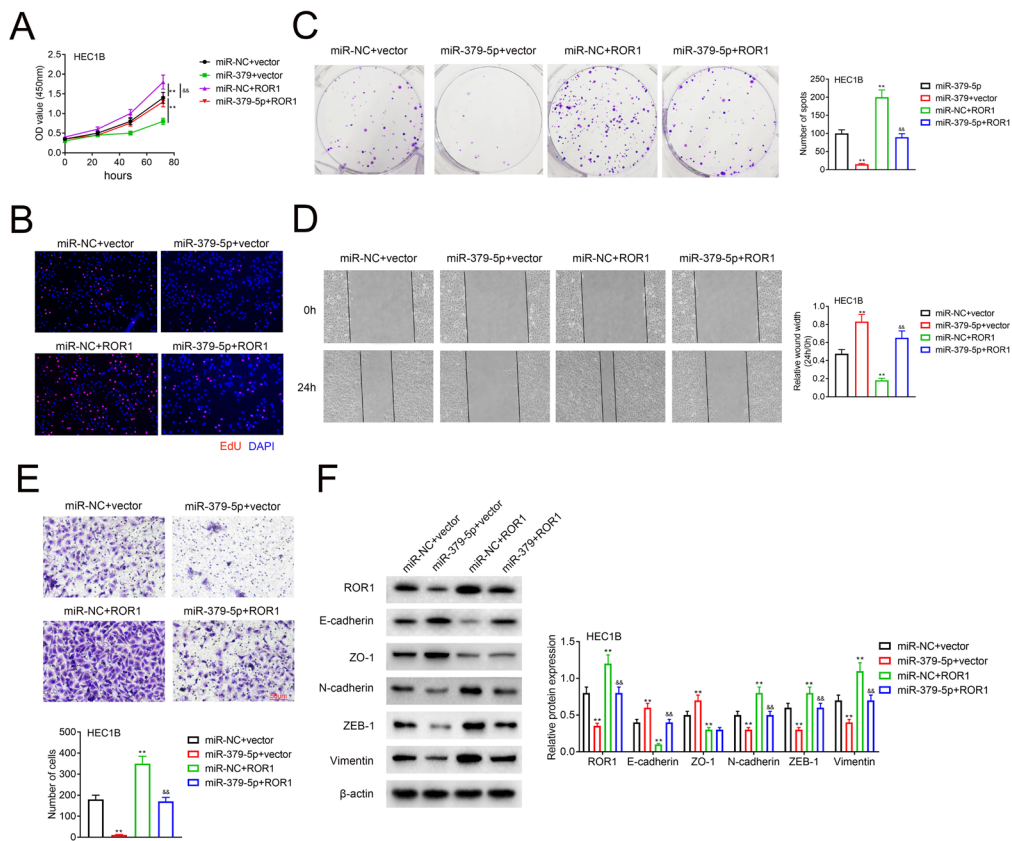 A
HEC1B
OD value (450nm)
2.5
2.0
1.5
1.0
0.5
0.0
0 20 40 60 80
hours
** && **
miR-NC+vector
miR-379+vector
miR-NC+ROR1
miR-379-5p+ROR1
B
miR-NC+vector miR-379-5p+vector
miR-NC+ROR1 miR-379-5p+ROR1
EdU DAPI
C
miR-NC+vector miR-379-5p+vector miR-NC+ROR1 miR-379-5p+ROR1
HEC1B
Number of spots
250
200
150
100
50
0
** ** &&
miR-379-5p
miR-379+vector
miR-NC+ROR1
miR-379-5p+ROR1
D
miR-NC+vector miR-379-5p+vector miR-NC+ROR1 miR-379-5p+ROR1
0h
24h
HEC1B
Relative wound width
(24h/0h)
1.0
0.8
0.6
0.4
0.2
0.0
** ** &&
miR-NC+vector
miR-379-5p+vector
miR-NC+ROR1
miR-379-5p+ROR1
E
miR-NC+vector miR-379-5p+vector
miR-NC+ROR1 miR-379-5p+ROR1
HEC1B
Number of cells
500
400
300
200
100
0
** ** &&
miR-NC+vector
miR-379-5p+vector
miR-NC+ROR1
miR-379-5p+ROR1
F
miR-NC+vector miR-379-5p+vector miR-NC+ROR1 miR-379+ROR1
ROR1
E-cadherin
ZO-1
N-cadherin
ZEB-1
Vimentin
β-actin
HEC1B
Relative protein expression
1.5
1.0
0.5
0.0
** ** && ** ** && ** ** ** ** && ** ** && ** ** &&
ROR1 E-cadherin ZO-1 N-cadherin ZEB-1 Vimentin
miR-NC+vector
miR-379-5p+vector
miR-NC+ROR1
miR-379-5p+ROR1